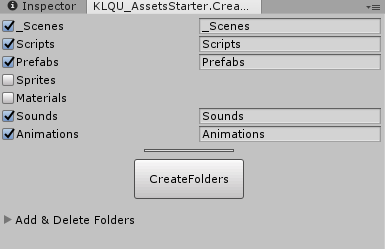 Inspector KLQU_AssetsStarter.Crea...
_Scenes _Scenes
Scripts Scripts
Prefabs Prefabs
Sprites
Materials
Sounds Sounds
Animations Animations
CreateFolders
Add & Delete Folders